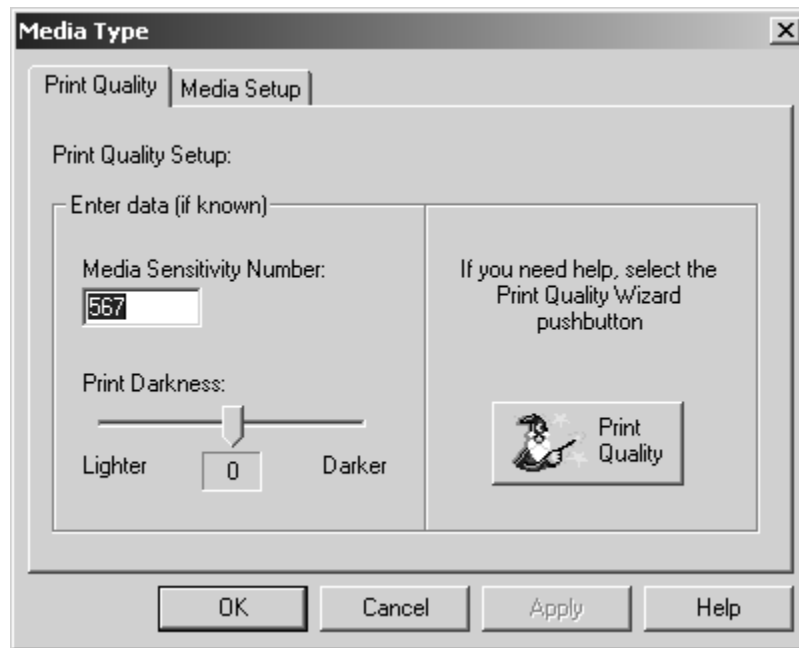 Media Type
Print Quality
Media Setup
Print Quality Setup:
Enter data (if known)
Media Sensitivity Number:
567
Print Darkness:
Lighter
0
Darker
If you need help, select the
Print Quality Wizard
pushbutton
Print
Quality
OK
Cancel
Apply
Help